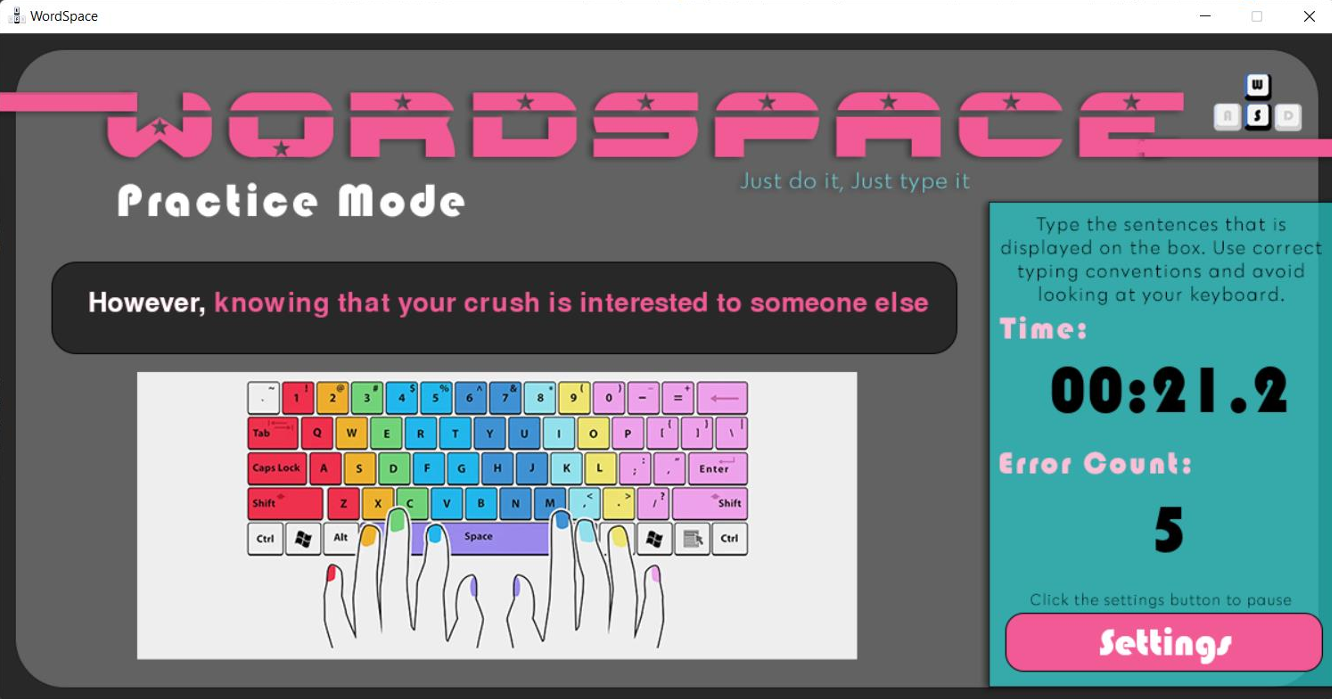 WordSpace
WORDSPACE
W
A S D
Just do it, Just type it
Practice Mode
Type the sentences that is
displayed on the box. Use correct
typing conventions and avoid
looking at your keyboard.
However, knowing that your crush is interested to someone else
Time:
00:21.2
Error Count:
5
Click the settings button to pause
Settings
~ ! @ # $ % ^ & * ( ) _ +
1 2 3 4 5 6 7 8 9 0 - =
Tab Q W E R T Y U I O P [ { ] } \ |
Caps Lock A S D F G H J K L ; : , " Enter
Shift Z X C V B N M , < . > / ? Shift
Ctrl Alt Space Ctrl